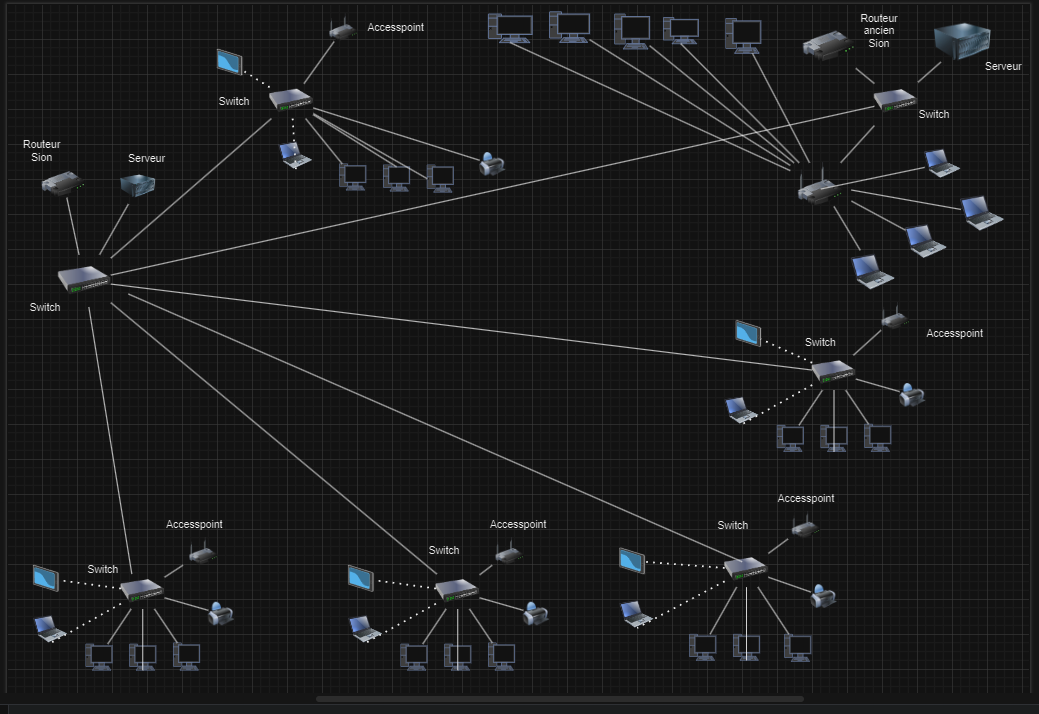 Accesspoint
Routeur
ancien
Sion
Serveur
Switch
Switch
Routeur
Sion
Serveur
Switch
Accesspoint
Switch
Accesspoint
Switch
Accesspoint
Switch
Accesspoint
Switch